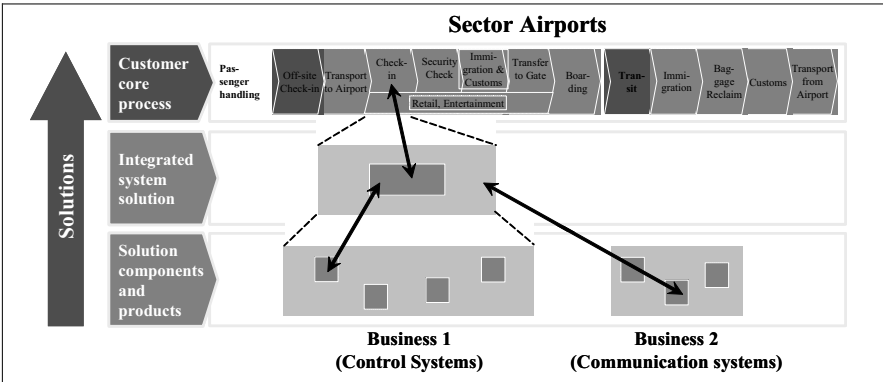 Sector Airports
Solutions
Customer
core
process
Pas-
senger
handling
Off-site
Check-in
Transport
to Airport
Check-
in
Security
Check
Imm-
igration &
Customs
Transfer
to Gate
Boar-
ding
Retail, Entertainment
Tran-
sit
Immi-
gration
Bag-
gage
Reclaim
Customs
Transport
from
Airport
Integrated
system
solution
Solution
components
and
products
Business 1
(Control Systems)
Business 2
(Communication systems)